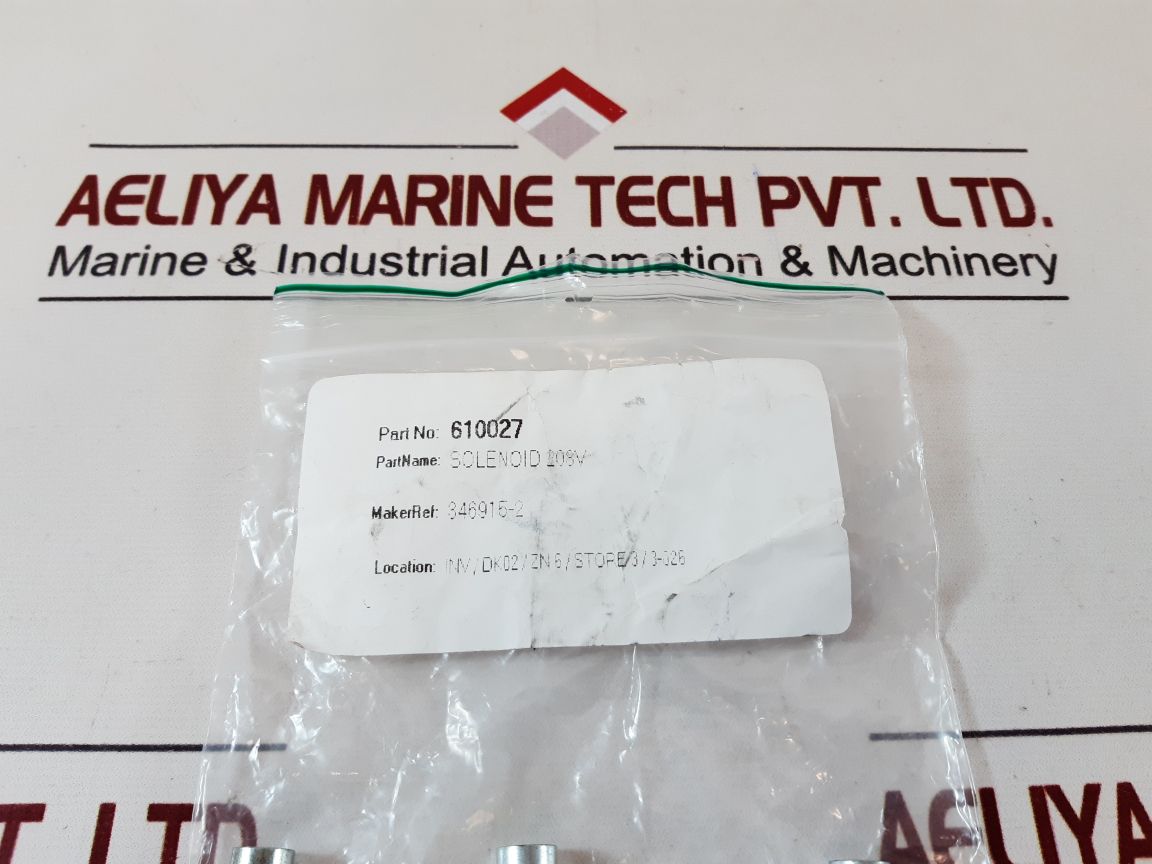 AELIYA MARINE TECH PVT. LTD.
Marine & Industrial Automation & Machinery
Part No: 610027
PartName: SOLENOID 208V
MakerRef: 346915-2
Location: INV / DK02 / ZN 6 / STORE/3 / 3-026
T LTD
AELIYA